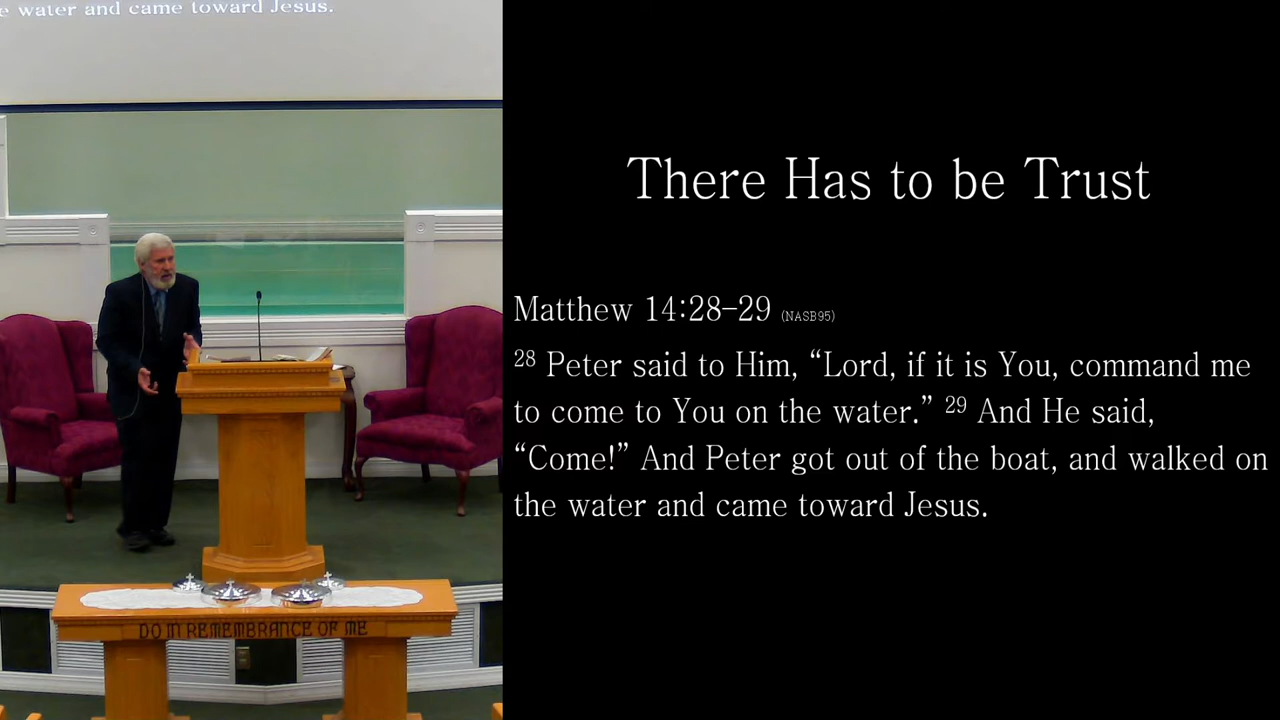 e water and came toward Jesus.
There Has to be Trust
Matthew 14:28–29 (NASB95)
28 Peter said to Him, “Lord, if it is You, command me
to come to You on the water.” 29 And He said,
“Come!” And Peter got out of the boat, and walked on
the water and came toward Jesus.
DO IN REMEMBRANCE OF ME